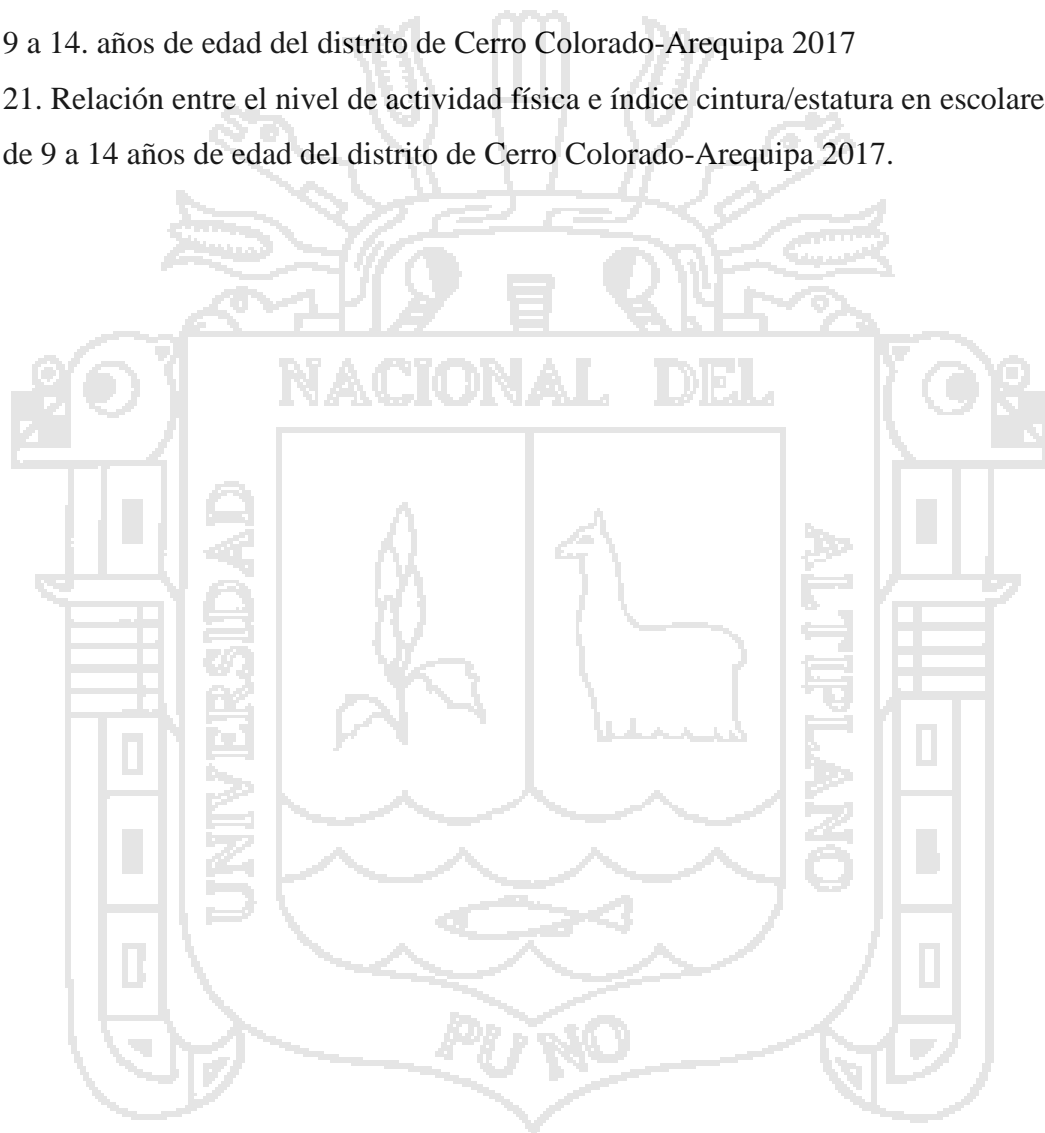 9 a 14. años de edad del distrito de Cerro Colorado-Arequipa 2017
21. Relación entre el nivel de actividad física e índice cintura/estatura en escolare
de 9 a 14 años de edad del distrito de Cerro Colorado-Arequipa 2017.
NACIONAL DEL
UNIVERSIDAD
ALTIPLANO
PUNO